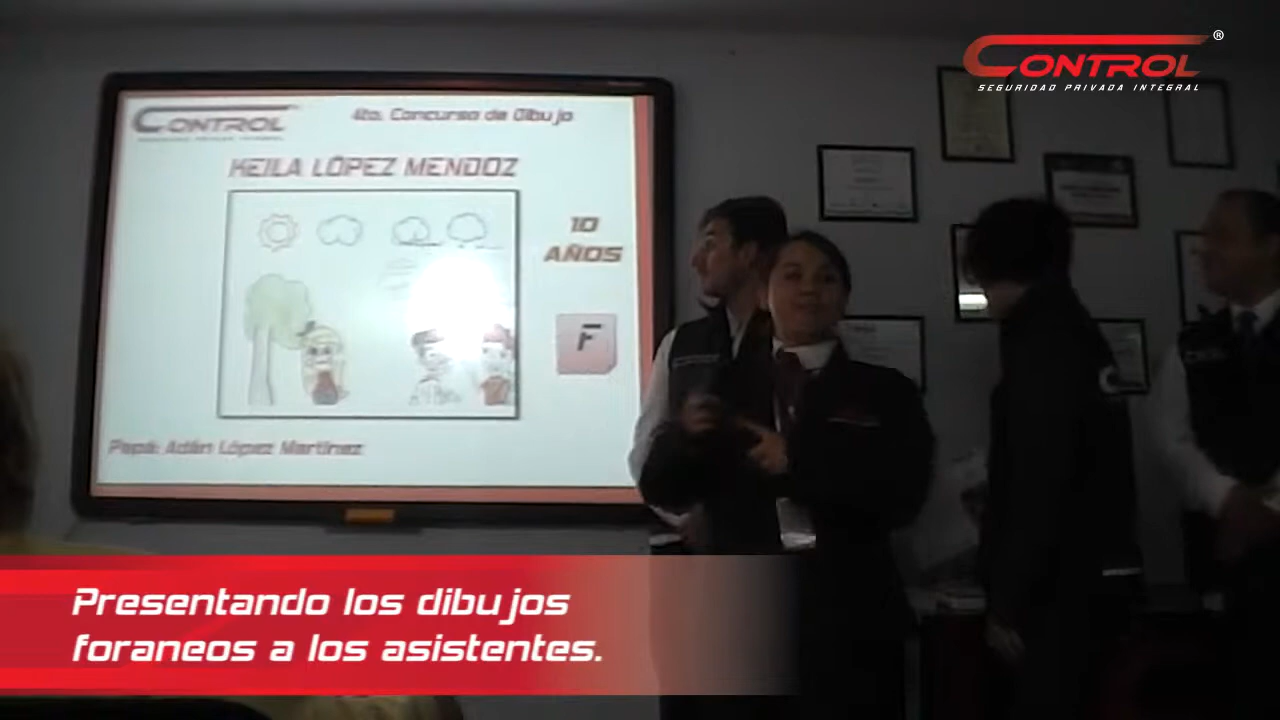 CONTROL®
SEGURIDAD PRIVADA INTEGRAL
CONTROL
4to. Concurso de Dibujo
KEILA LÓPEZ MENDOZ
10
AÑOS
F
Papá: Adán López Martínez
Presentando los dibujos
foraneos a los asistentes.